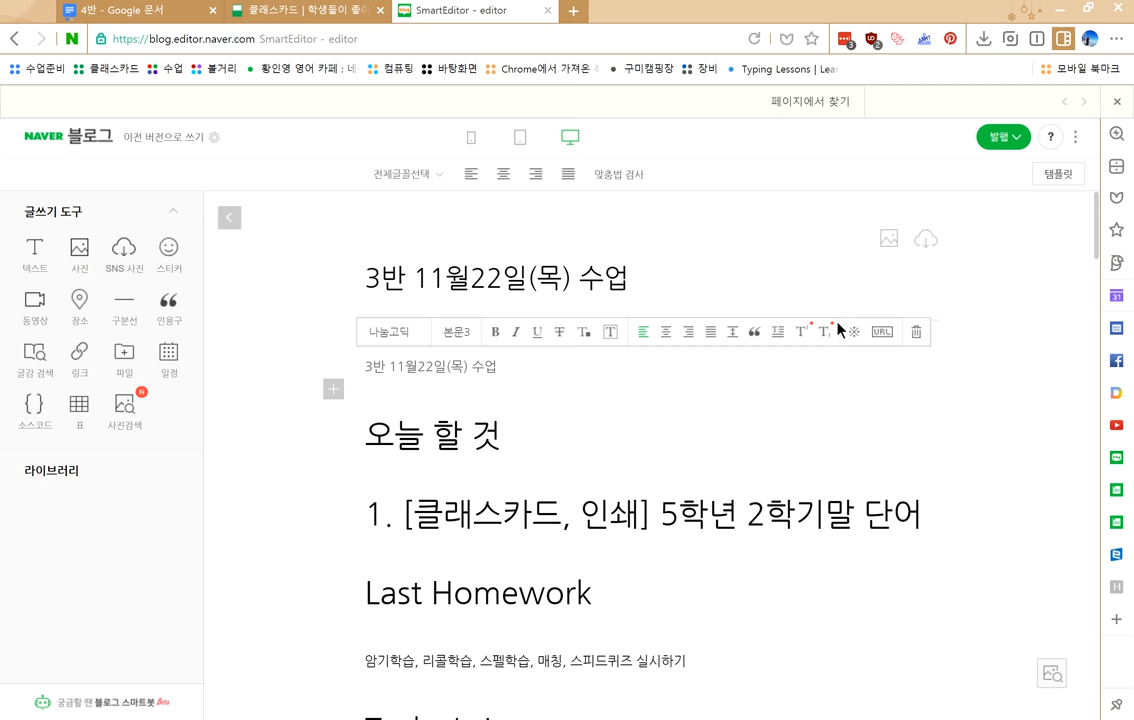 4반 - Google 문서
클래스카드 | 학생들이 좋아
SmartEditor - editor
https://blog.editor.naver.com SmartEditor - editor
수업준비 클래스카드 수업 볼거리 황인영 영어 카페 : 네 컴퓨팅 바탕화면 Chrome에서 가져온 구미캠핑장 장비 Typing Lessons | Lear 모바일 북마크
페이지에서 찾기
NAVER 블로그 이전 버전으로 쓰기
발행
?
전체글꼴선택 맞춤법 검사 템플릿
글쓰기 도구
텍스트 사진 SNS 사진 스티커
동영상 장소 구분선 인용구
글감 검색 링크 파일 일정
소스코드 표 사진검색
N
라이브러리
궁금할 땐 블로그 스마트봇 Beta
3반 11월22일(목) 수업
나눔고딕 본문3 B I U T T T T T URL
3반 11월22일(목) 수업
오늘 할 것
1. [클래스카드, 인쇄] 5학년 2학기말 단어
Last Homework
암기학습, 리콜학습, 스펠학습, 매칭, 스피드퀴즈 실시하기